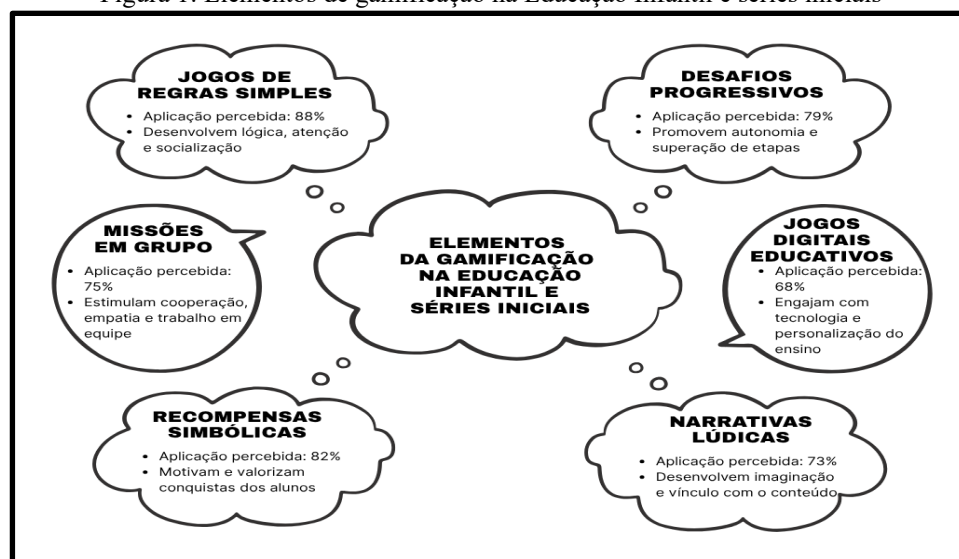 Figura 1: Elementos de gamificação na Educação Infantil e séries iniciais
JOGOS DE
REGRAS SIMPLES
• Aplicação percebida: 88%
• Desenvolvem lógica, atenção
e socialização
DESAFIOS
PROGRESSIVOS
• Aplicação percebida: 79%
• Promovem autonomia e
superação de etapas
MISSÕES
EM GRUPO
• Aplicação percebida:
75%
• Estimulam cooperação,
empatia e trabalho em
equipe
ELEMENTOS
DA GAMIFICAÇÃO
NA EDUCAÇÃO
INFANTIL E
SÉRIES INICIAIS
JOGOS
DIGITAIS
EDUCATIVOS
• Aplicação percebida:
68%
• Engajam com
tecnologia e
personalização do
ensino
RECOMPENSAS
SIMBÓLICAS
• Aplicação percebida: 82%
• Motivam e valorizam
conquistas dos alunos
NARRATIVAS
LÚDICAS
• Aplicação percebida: 73%
• Desenvolvem imaginação
e vínculo com o conteúdo